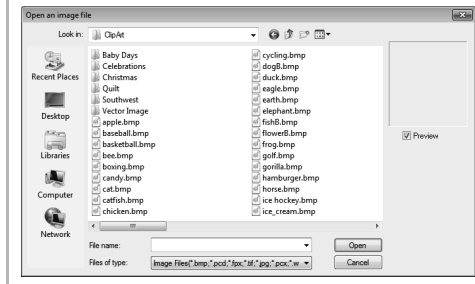 Open an image file
Look in:
ClipArt
Recent Places
Desktop
Libraries
Computer
Network
Baby Days
Celebrations
Christmas
Quilt
Southwest
Vector Image
apple.bmp
baseball.bmp
basketball.bmp
bee.bmp
boxing.bmp
candy.bmp
cat.bmp
catfish.bmp
chicken.bmp
cycling.bmp
dogB.bmp
duck.bmp
eagle.bmp
earth.bmp
elephant.bmp
fishB.bmp
flowerB.bmp
frog.bmp
golf.bmp
gorilla.bmp
hamburger.bmp
horse.bmp
ice hockey.bmp
ice_cream.bmp
Preview
File name:
Open
Files of type:
Image Files(*.bmp;*.pcd;*.fpx;*.tif;*.jpg;*.pcx;*.w
Cancel